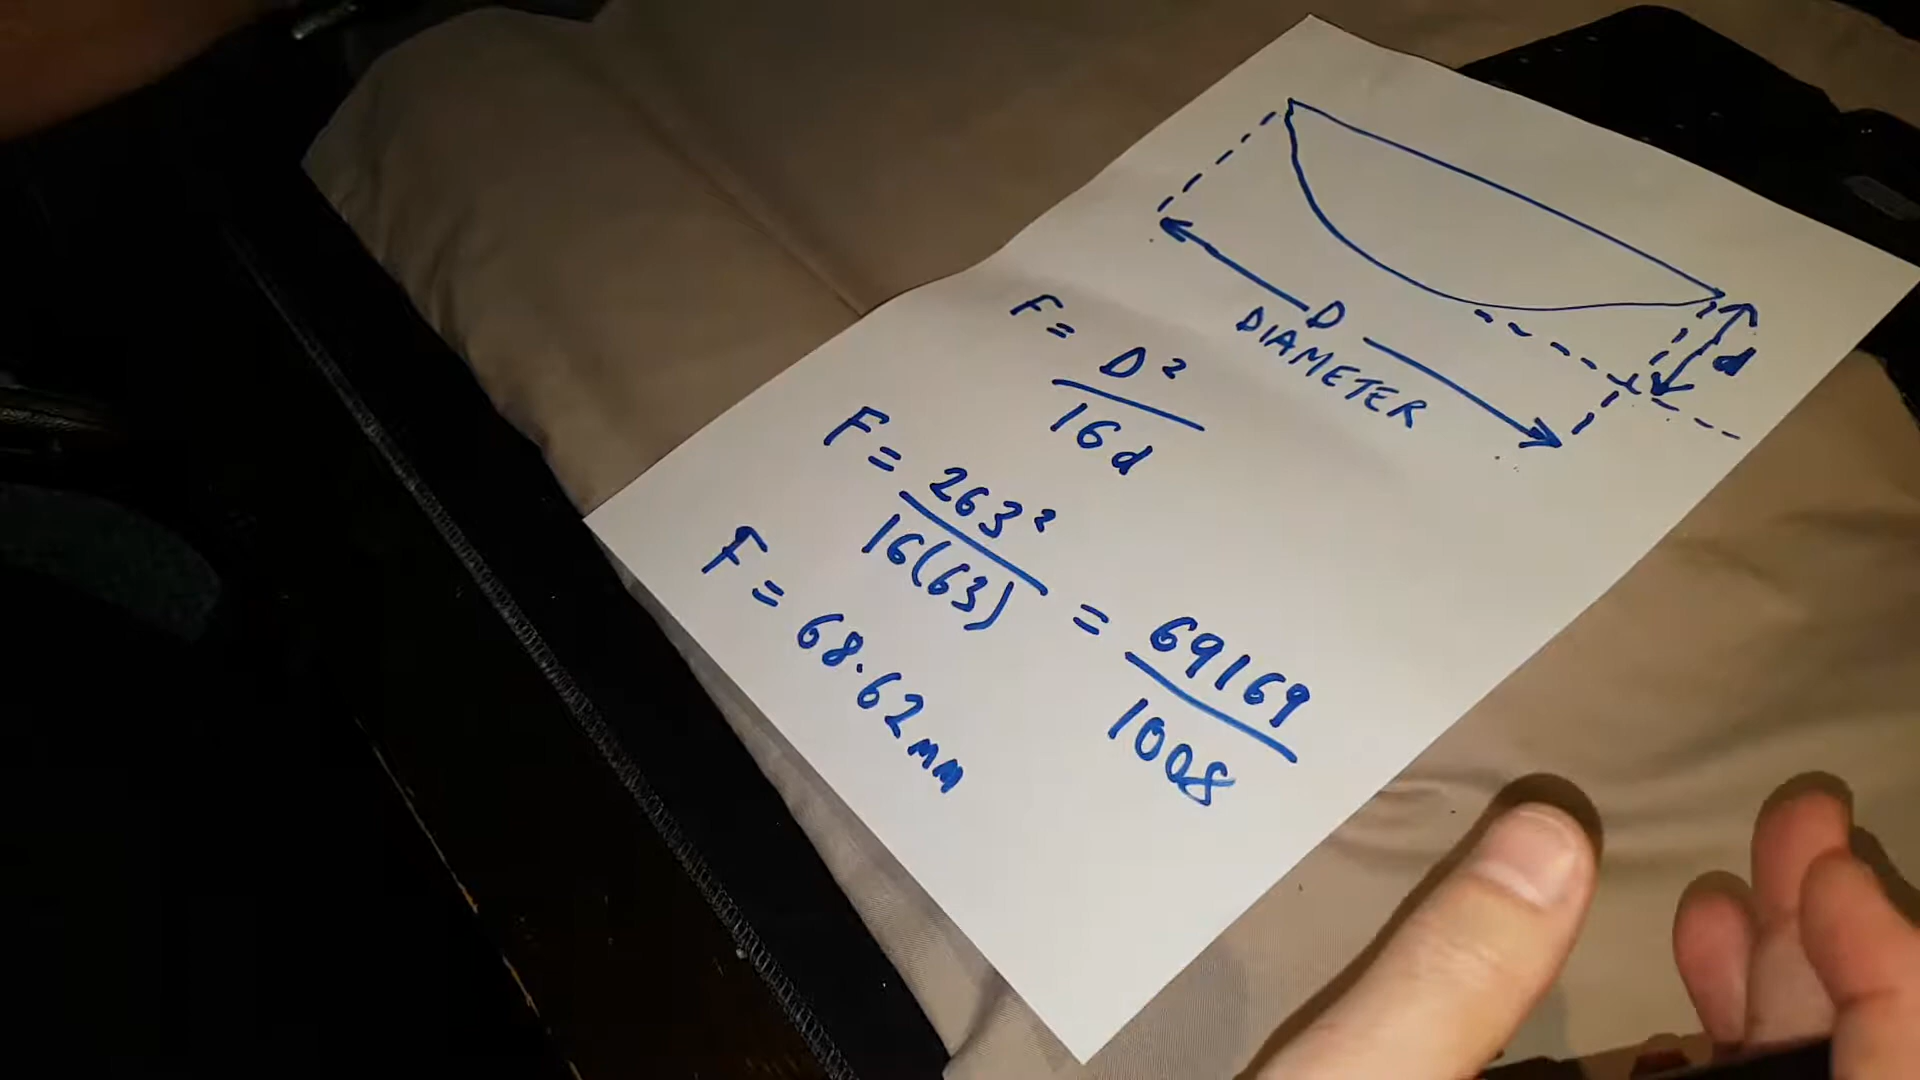 D
DIAMETER
d
F = D²
16d
F = 263²
16(63)
= 69169
1008
F = 68.62mm